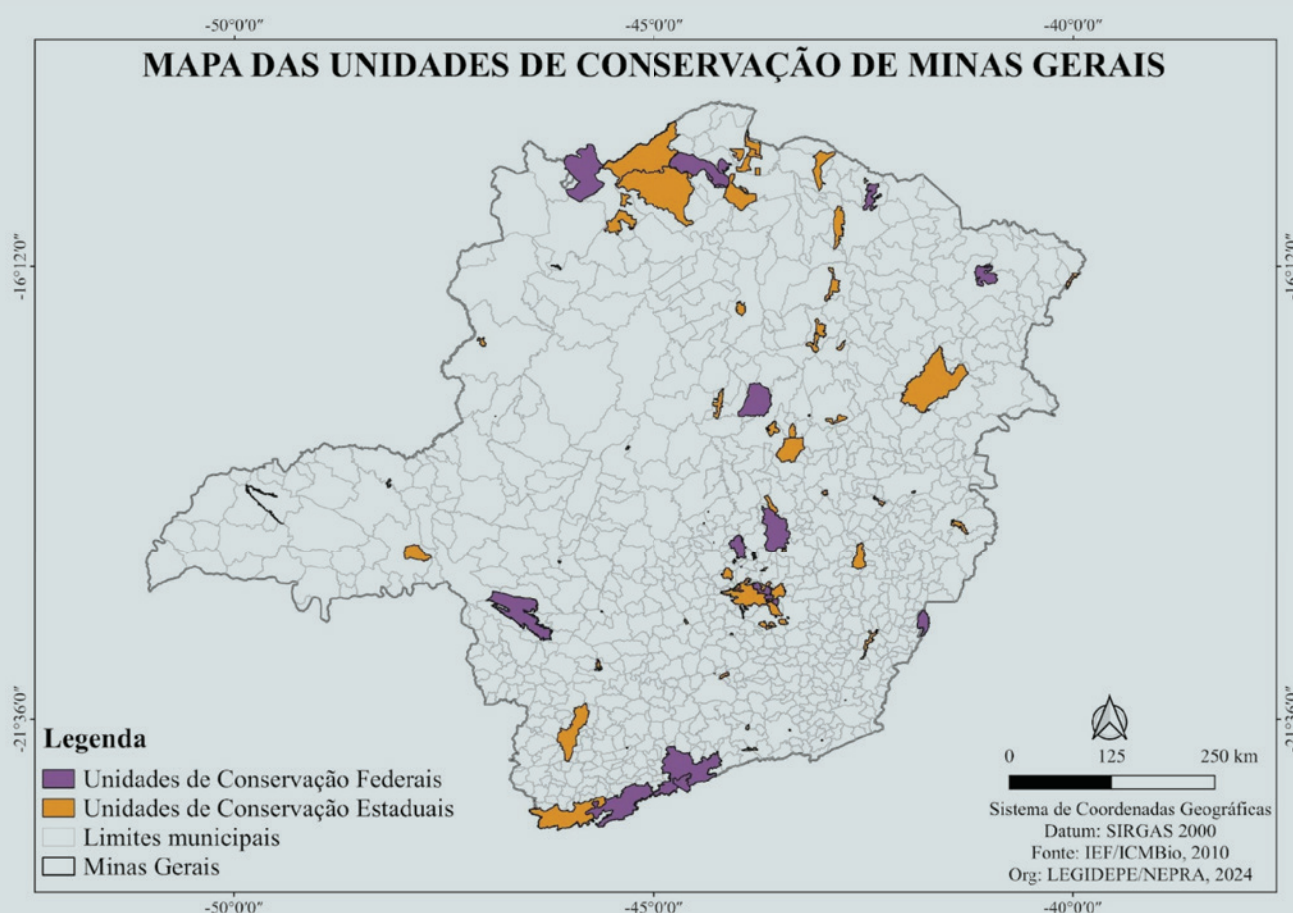 -50°0′0″
-45°0′0″
-40°0′0″
MAPA DAS UNIDADES DE CONSERVAÇÃO DE MINAS GERAIS
-16°12′0″
-16°12′0″
-21°36′0″
-21°36′0″
Legenda
Unidades de Conservação Federais
Unidades de Conservação Estaduais
Limites municipais
Minas Gerais
0 125 250 km
Sistema de Coordenadas Geográficas
Datum: SIRGAS 2000
Fonte: IEF/ICMBio, 2010
Org: LEGIDEPE/NEPRA, 2024
-50°0′0″
-45°0′0″
-40°0′0″